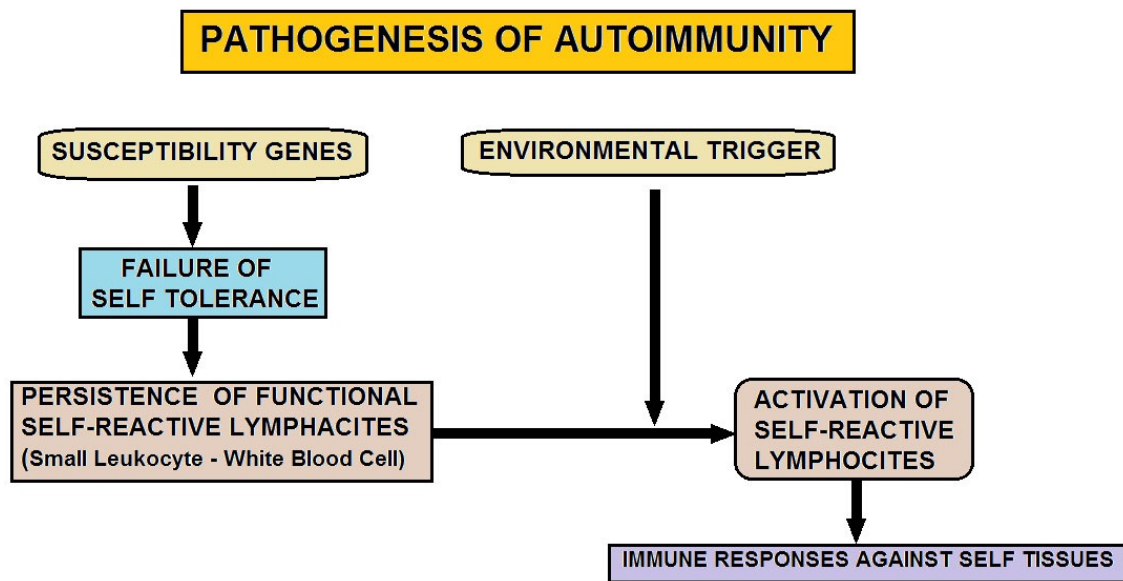 PATHOGENESIS OF AUTOIMMUNITY
SUSCEPTIBILITY GENES
ENVIRONMENTAL TRIGGER
FAILURE OF
SELF TOLERANCE
PERSISTENCE OF FUNCTIONAL
SELF-REACTIVE LYMPHACITES
(Small Leukocyte - White Blood Cell)
ACTIVATION OF
SELF-REACTIVE
LYMPHOCITES
IMMUNE RESPONSES AGAINST SELF TISSUES